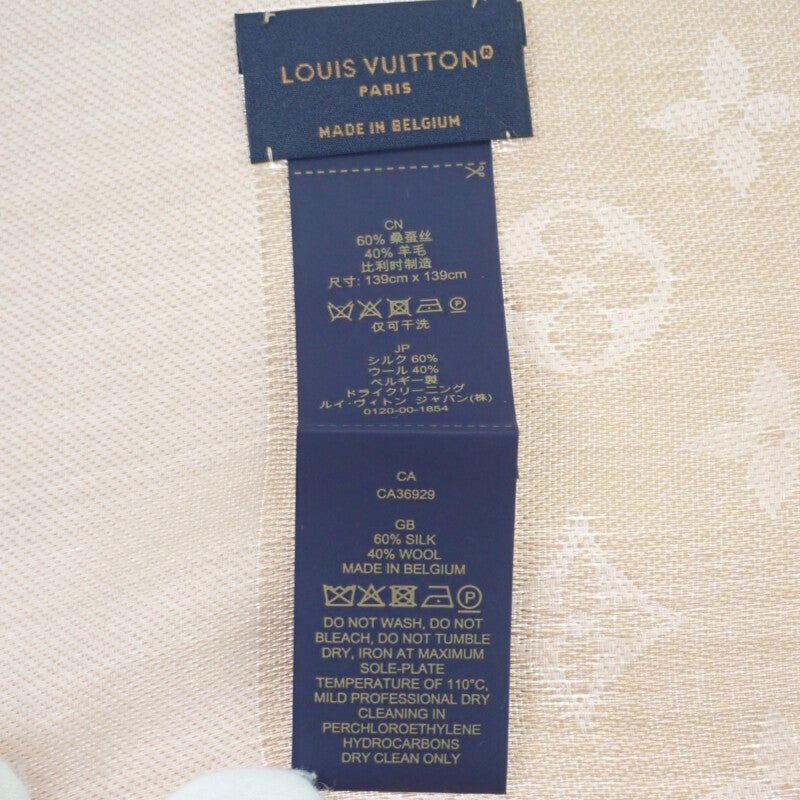 LOUIS VUITTON®
PARIS
MADE IN BELGIUM
CN
60% 桑蚕丝
40% 羊毛
比利时制造
尺寸: 139cm x 139cm
P
仅可干洗
JP
シルク 60%
ウール 40%
ベルギー製
ドライクリーニング
ルイ・ヴィトン ジャパン(株)
0120-00-1854
CA
CA36929
GB
60% SILK
40% WOOL
MADE IN BELGIUM
P
DO NOT WASH, DO NOT
BLEACH, DO NOT TUMBLE
DRY, IRON AT MAXIMUM
SOLE-PLATE
TEMPERATURE OF 110°C,
MILD PROFESSIONAL DRY
CLEANING IN
PERCHLOROETHYLENE
HYDROCARBONS
DRY CLEAN ONLY